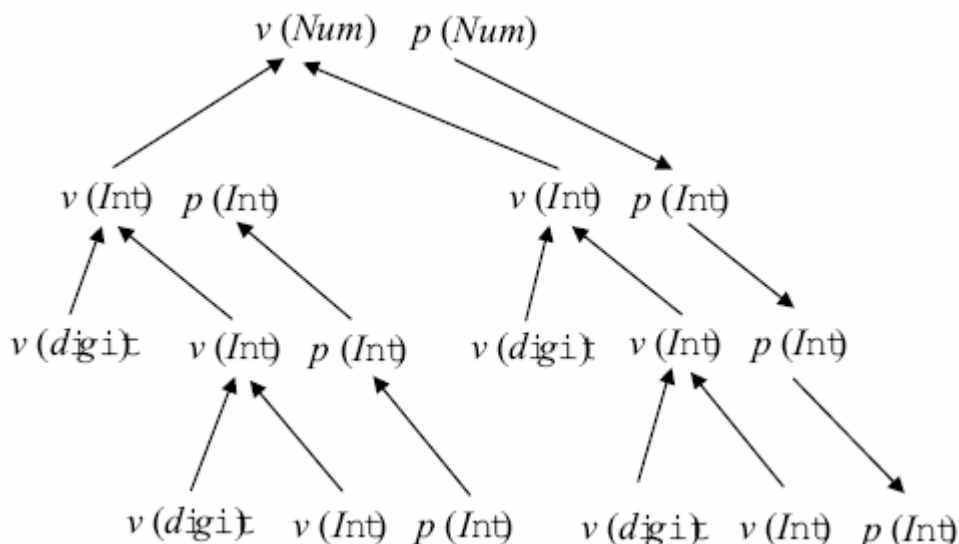 v (Num) p (Num)
v (Int) p (Int) v (Int) p (Int)
v (digit) v (Int) p (Int) v (digit) v (Int) p (Int)
v (digit) v (Int) p (Int) v (digit) v (Int) p (Int)